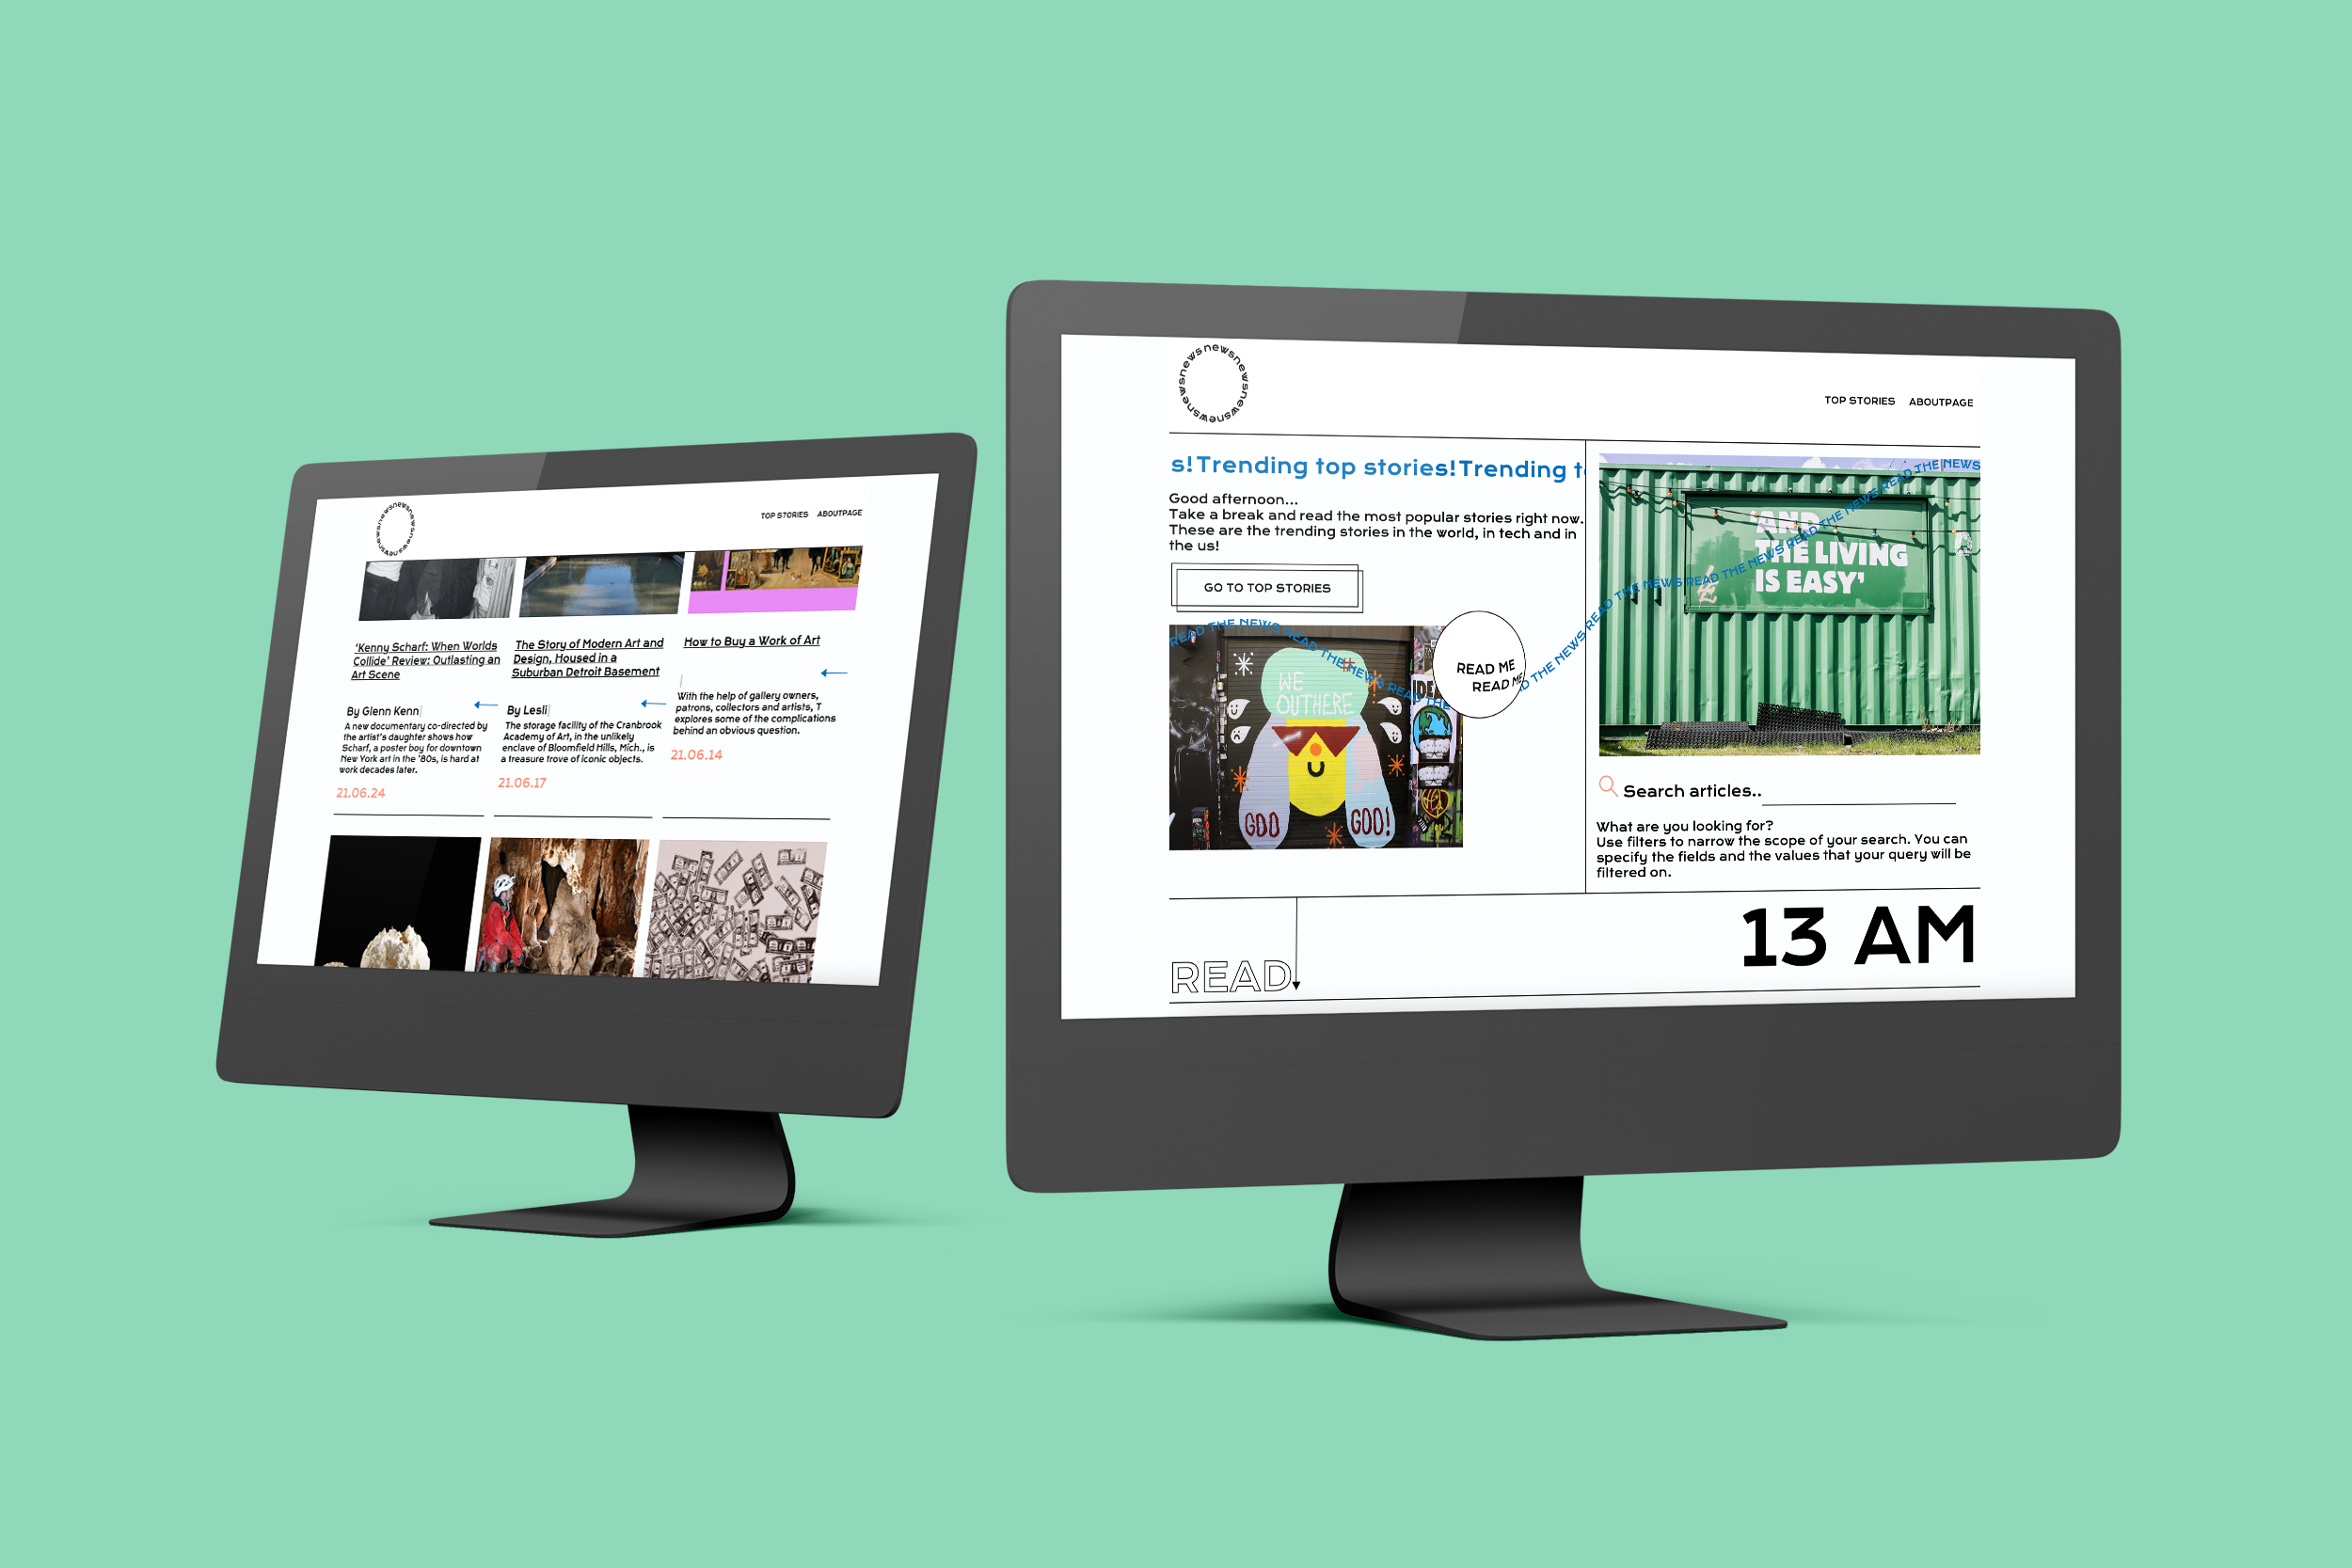 newsnewsnewsnewsnewsnews
TOP STORIES ABOUTPAGE
'Kenny Scharf: When Worlds
Collide' Review: Outlasting an
Art Scene
By Glenn Kenn
A new documentary co-directed by
the artist's daughter shows how
Scharf, a poster boy for downtown
New York art in the '80s, is hard at
work decades later.
21.06.24
The Story of Modern Art and
Design, Housed in a
Suburban Detroit Basement
By Lesli
The storage facility of the Cranbrook
Academy of Art, in the unlikely
enclave of Bloomfield Hills, Mich., is
a treasure trove of iconic objects.
21.06.17
How to Buy a Work of Art
With the help of gallery owners,
patrons, collectors and artists, T
explores some of the complications
behind an obvious question.
21.06.14
newsnewsnewsnewsnewsnews
TOP STORIES ABOUTPAGE
s!Trending top stories!Trending t
Good afternoon...
Take a break and read the most popular stories right now.
These are the trending stories in the world, in tech and in
the us!
GO TO TOP STORIES
READ THE NEWS READ THE NEWS READ THE
WE
OUTHERE
GDD
GOD!
IDEA
READ ME
READ ME
D THE NEWS READ THE NEWS READ THE NEWS READ THE NEWS READ THE NEWS
'AND
THE LIVING
IS EASY'
Search articles..
What are you looking for?
Use filters to narrow the scope of your search. You can
specify the fields and the values that your query will be
filtered on.
READ
13 AM